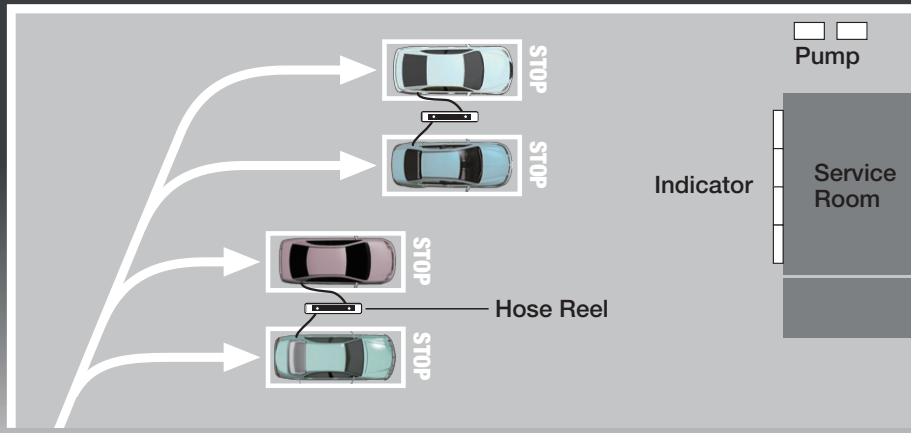 STOP
Pump
STOP
Indicator
Service
Room
STOP
Hose Reel
STOP